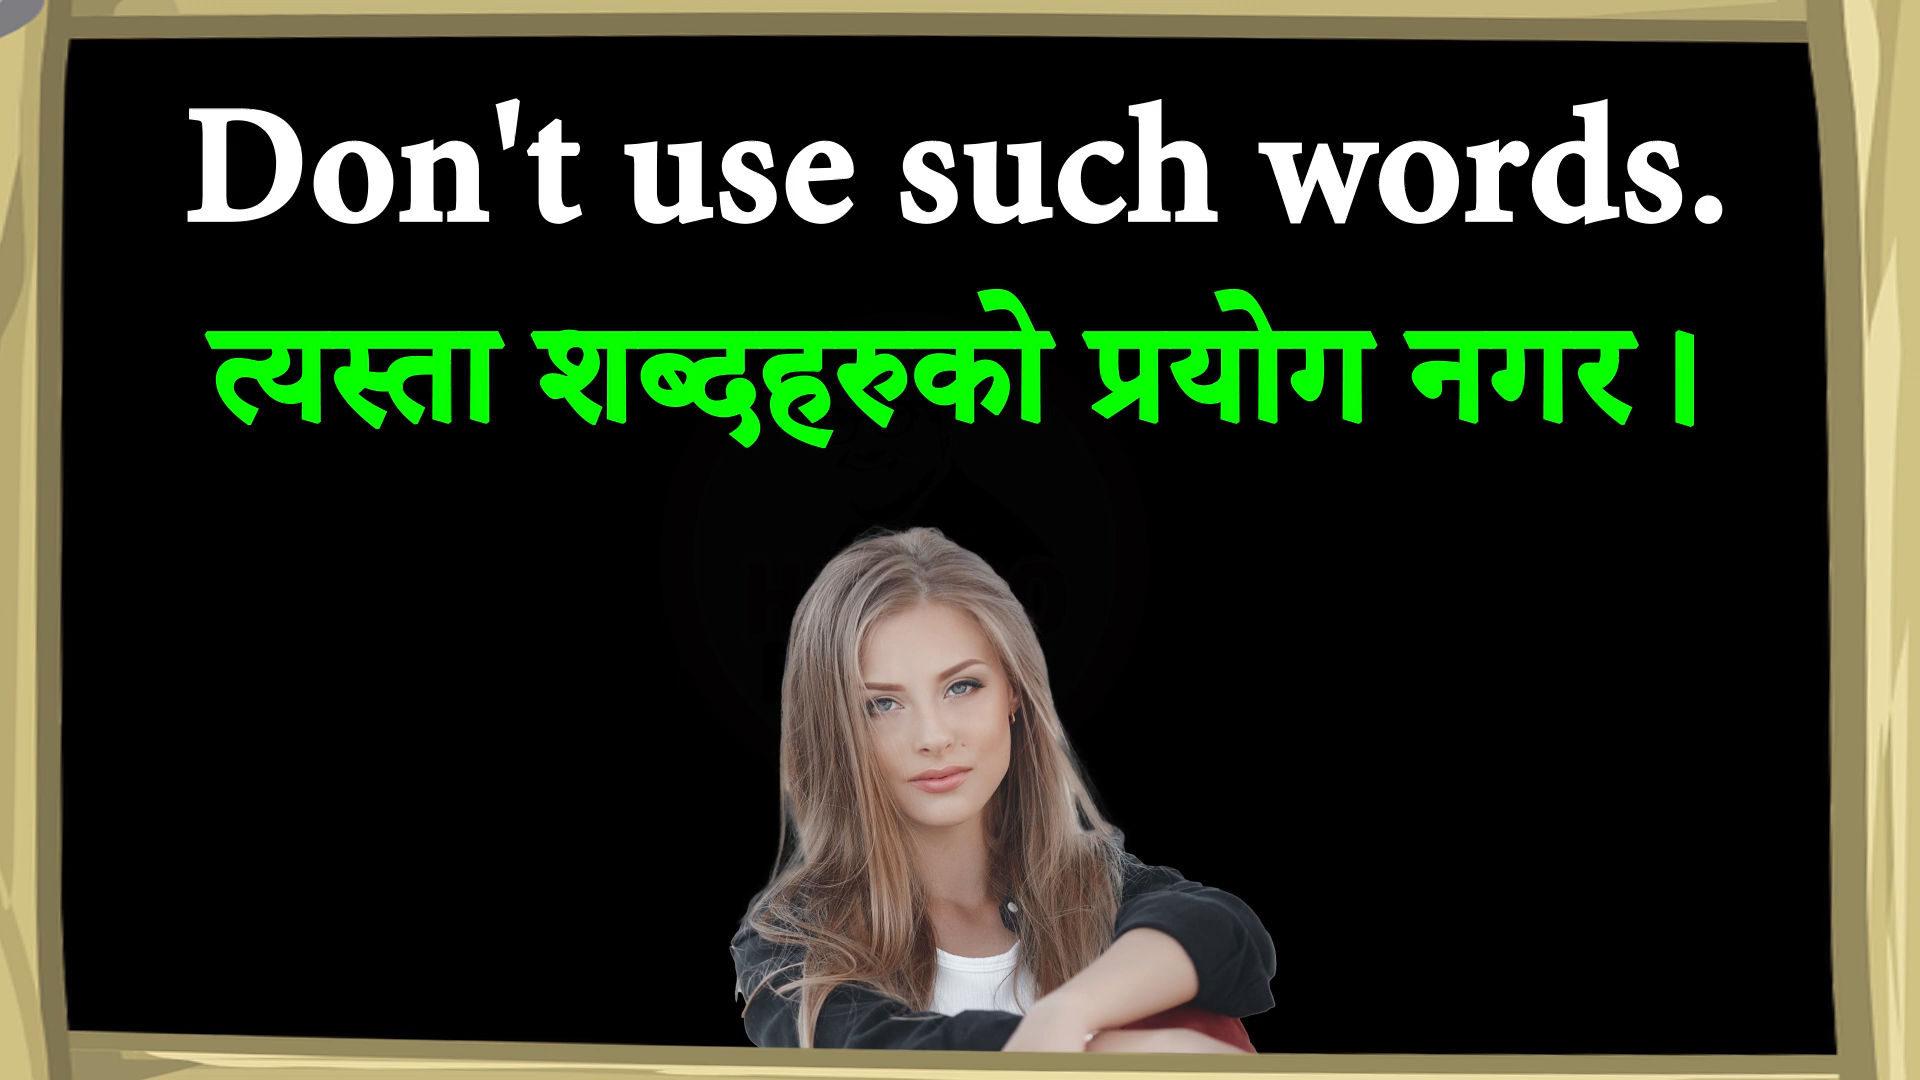 Don't use such words.
त्यस्ता शब्दहरुको प्रयोग नगर ।